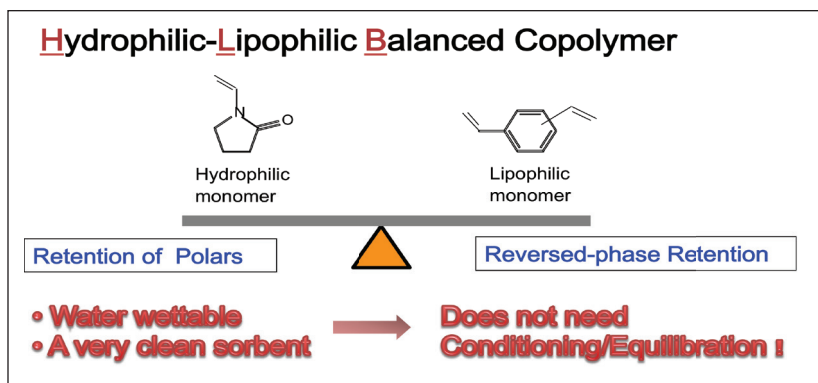 Hydrophilic-Lipophilic Balanced Copolymer
N
O
Hydrophilic
monomer
Lipophilic
monomer
Retention of Polars
Reversed-phase Retention
• Water wettable
• A very clean sorbent
Does not need
Conditioning/Equilibration !